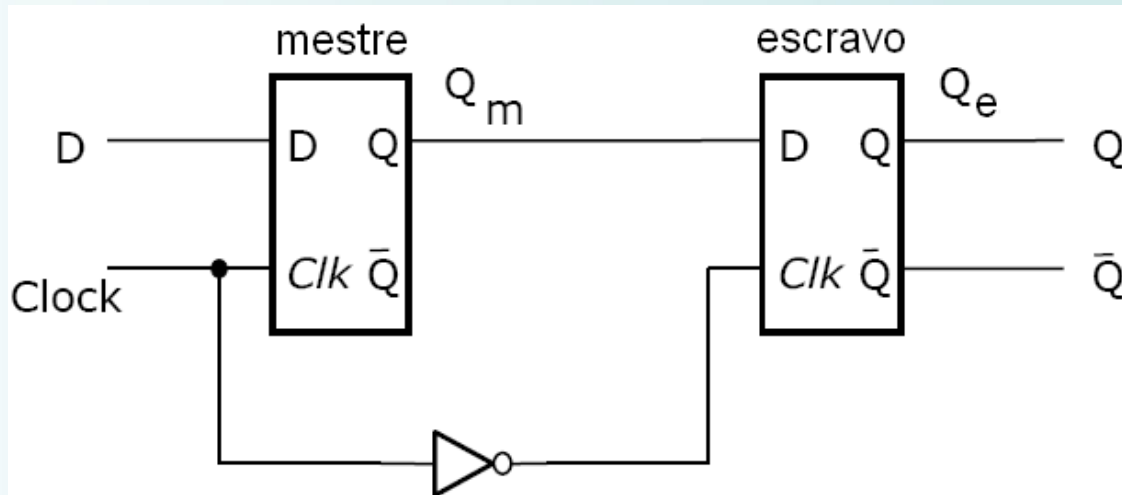 mestre
escravo
Qm
Qe
D
D Q
D Q
Q
Clock
Clk Q̄
Clk Q̄
Q̄